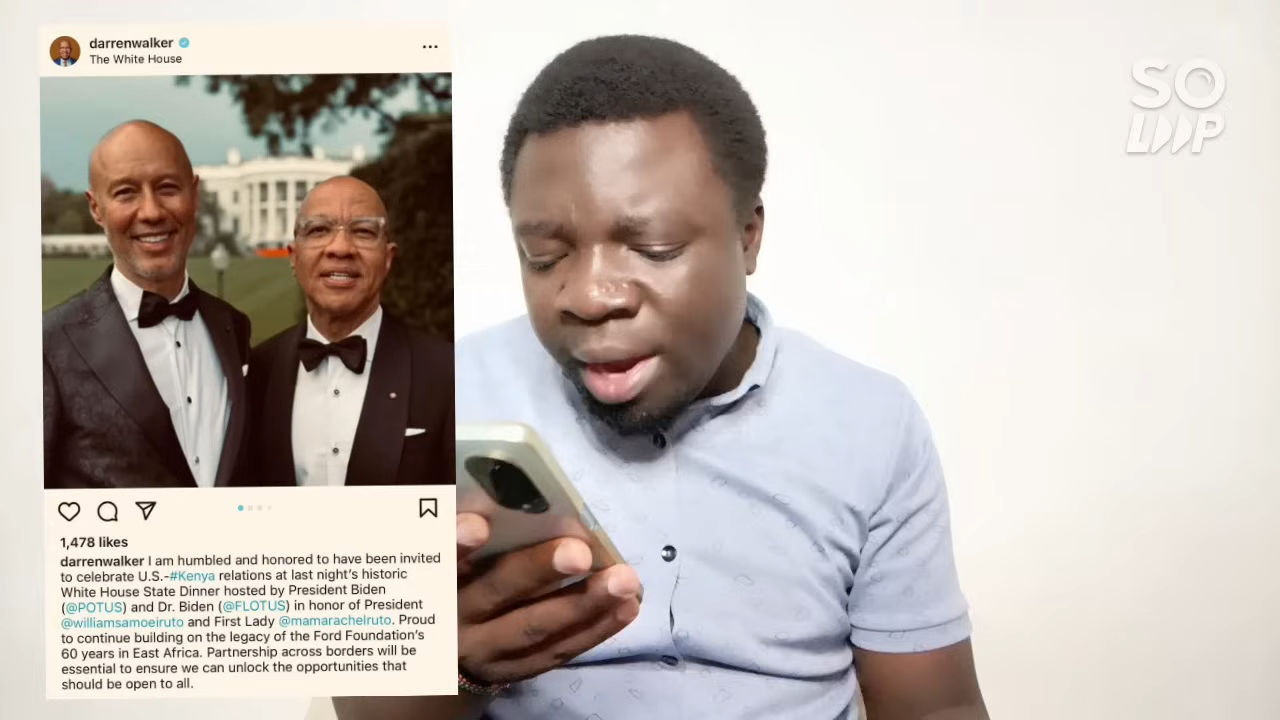 darrenwalker
The White House
SO
LOOP
1,478 likes
darrenwalker I am humbled and honored to have been invited
to celebrate U.S.-#Kenya relations at last night's historic
White House State Dinner hosted by President Biden
(@POTUS) and Dr. Biden (@FLOTUS) in honor of President
@williamsamoeiruto and First Lady @mamarachelruto. Proud
to continue building on the legacy of the Ford Foundation's
60 years in East Africa. Partnership across borders will be
essential to ensure we can unlock the opportunities that
should be open to all.